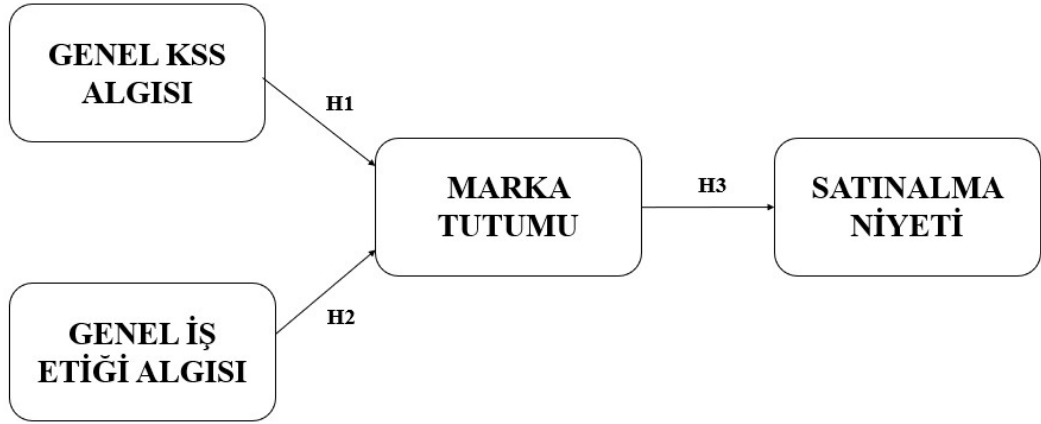 GENEL KSS
ALGISI
H1
MARKA
TUTUMU
H3
SATINALMA
NİYETİ
H2
GENEL İŞ
ETİĞİ ALGISI